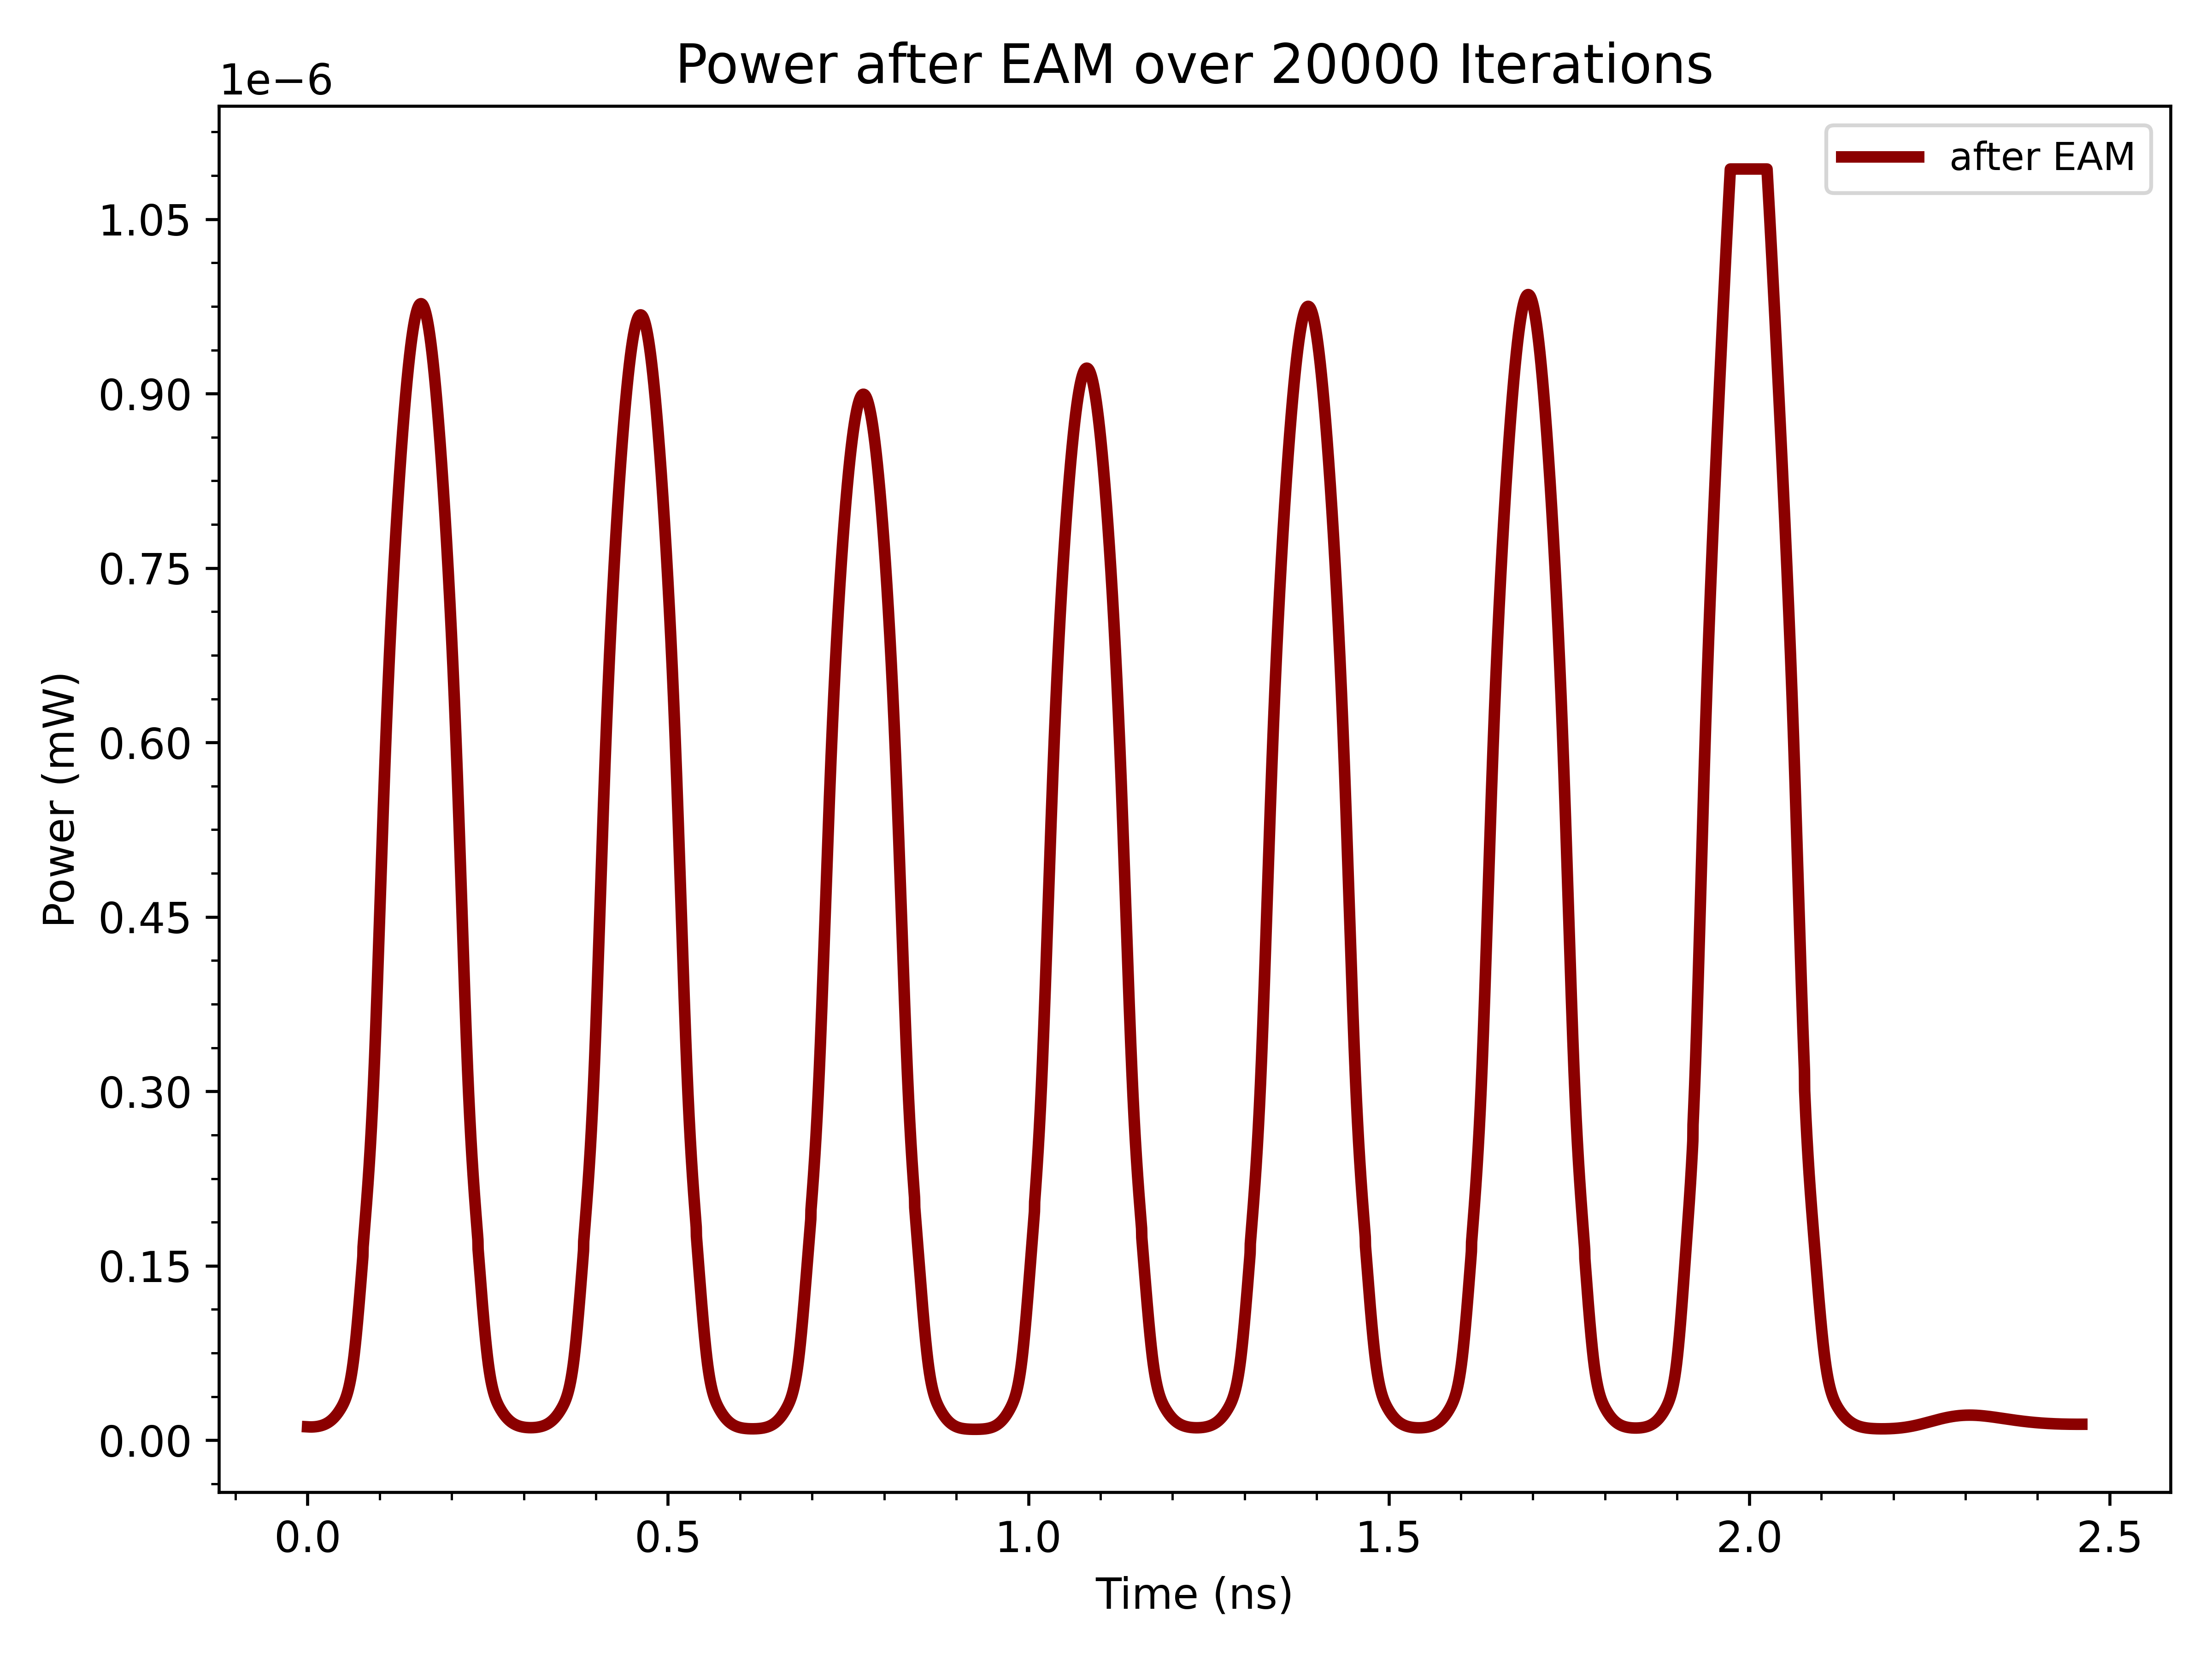 Power after EAM over 20000 Iterations
1e−6
after EAM
1.05
0.90
0.75
0.60
0.45
0.30
0.15
0.00
Power (mW)
0.0 0.5 1.0 1.5 2.0 2.5
Time (ns)